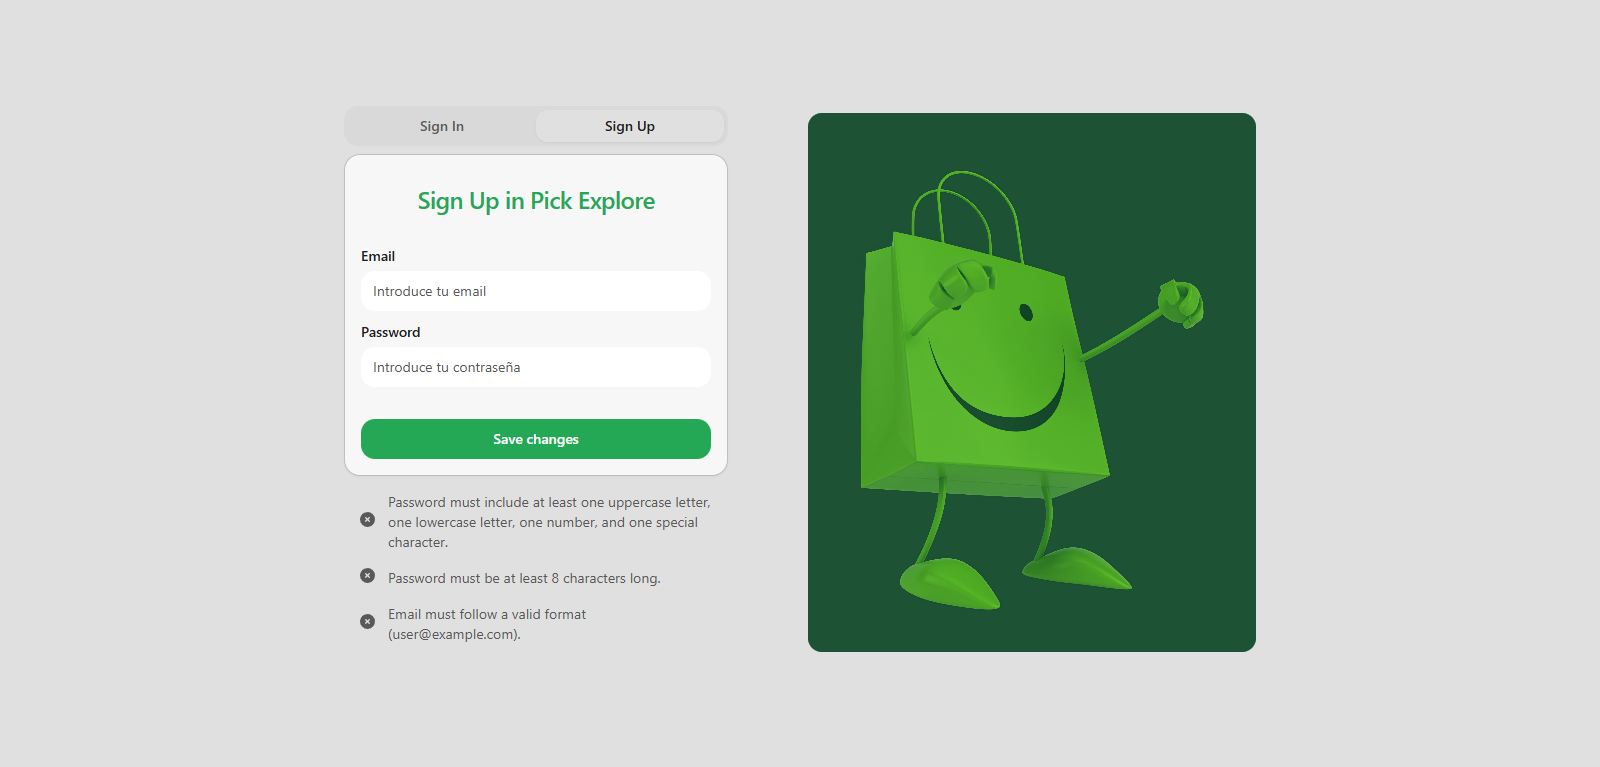 Sign In
Sign Up
Sign Up in Pick Explore
Email
Introduce tu email
Password
Introduce tu contraseña
Save changes
Password must include at least one uppercase letter,
one lowercase letter, one number, and one special
character.
Password must be at least 8 characters long.
Email must follow a valid format
(user@example.com).